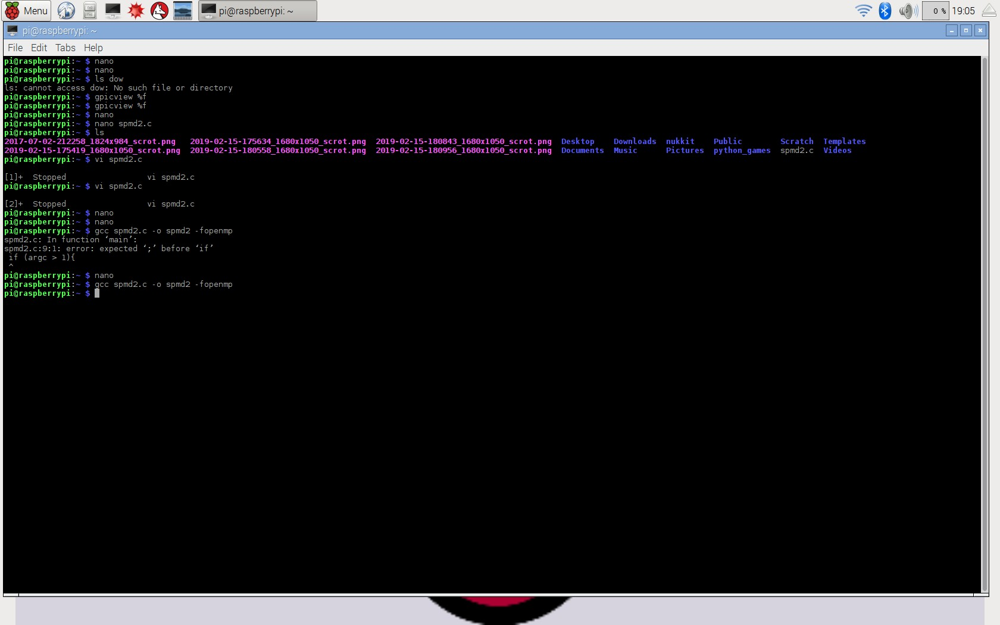 Menu pi@raspberrypi: ~ 0 % 19:05
pi@raspberrypi: ~
File Edit Tabs Help
pi@raspberrypi:~ $ nano
pi@raspberrypi:~ $ nano
pi@raspberrypi:~ $ ls dow
ls: cannot access dow: No such file or directory
pi@raspberrypi:~ $ gpicview %f
pi@raspberrypi:~ $ gpicview %f
pi@raspberrypi:~ $ nano
pi@raspberrypi:~ $ nano spmd2.c
pi@raspberrypi:~ $ ls
2017-07-02-212258_1824x984_scrot.png 2019-02-15-175634_1680x1050_scrot.png 2019-02-15-180843_1680x1050_scrot.png Desktop Downloads nukkit Public Scratch Templates
2019-02-15-175419_1680x1050_scrot.png 2019-02-15-180558_1680x1050_scrot.png 2019-02-15-180956_1680x1050_scrot.png Documents Music Pictures python_games spmd2.c Videos
pi@raspberrypi:~ $ vi spmd2.c
[1]+ Stopped vi spmd2.c
pi@raspberrypi:~ $ vi spmd2.c
[2]+ Stopped vi spmd2.c
pi@raspberrypi:~ $ nano
pi@raspberrypi:~ $ nano
pi@raspberrypi:~ $ gcc spmd2.c -o spmd2 -fopenmp
spmd2.c: In function ‘main’:
spmd2.c:9:1: error: expected ‘;’ before ‘if’
if (argc > 1){
^
pi@raspberrypi:~ $ nano
pi@raspberrypi:~ $ gcc spmd2.c -o spmd2 -fopenmp
pi@raspberrypi:~ $